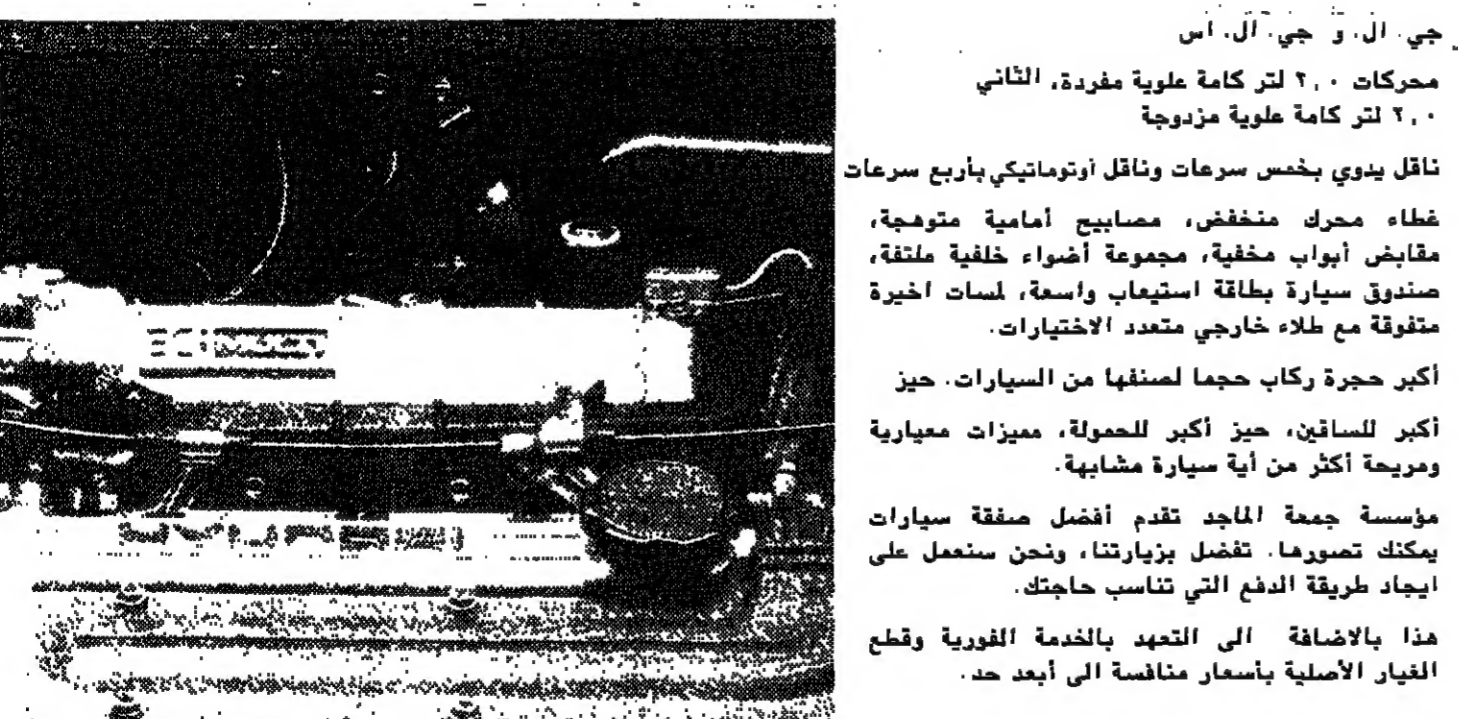 جي. ال. و جي. ال. اس
محركات ٢,٠ لتر كامة علوية مفردة، الثاني
٢,٠ لتر كامة علوية مزدوجة
ناقل يدوي بخمس سرعات وناقل أوتوماتيكي بأربع سرعات
غطاء محرك منخفض، مصابيح أمامية متوهجة،
مقابض أبواب مخفية، مجموعة أضواء خلفية ملتفة،
صندوق سيارة بطاقة استيعاب واسعة، لمسات اخيرة
متفوقة مع طلاء خارجي متعدد الاختيارات.
أكبر حجرة ركاب حجما لصنفها من السيارات. حيز
أكبر للساقين، حيز أكبر للحمولة، مميزات معيارية
ومريحة أكثر من أية سيارة مشابهة.
مؤسسة جمعة الماجد تقدم أفضل صفقة سيارات
يمكنك تصورها. تفضل بزيارتنا، ونحن سنعمل على
ايجاد طريقة الدفع التي تناسب حاجتك.
هذا بالاضافة الى التعهد بالخدمة الفورية وقطع
الغيار الأصلية بأسعار منافسة الى أبعد حد.